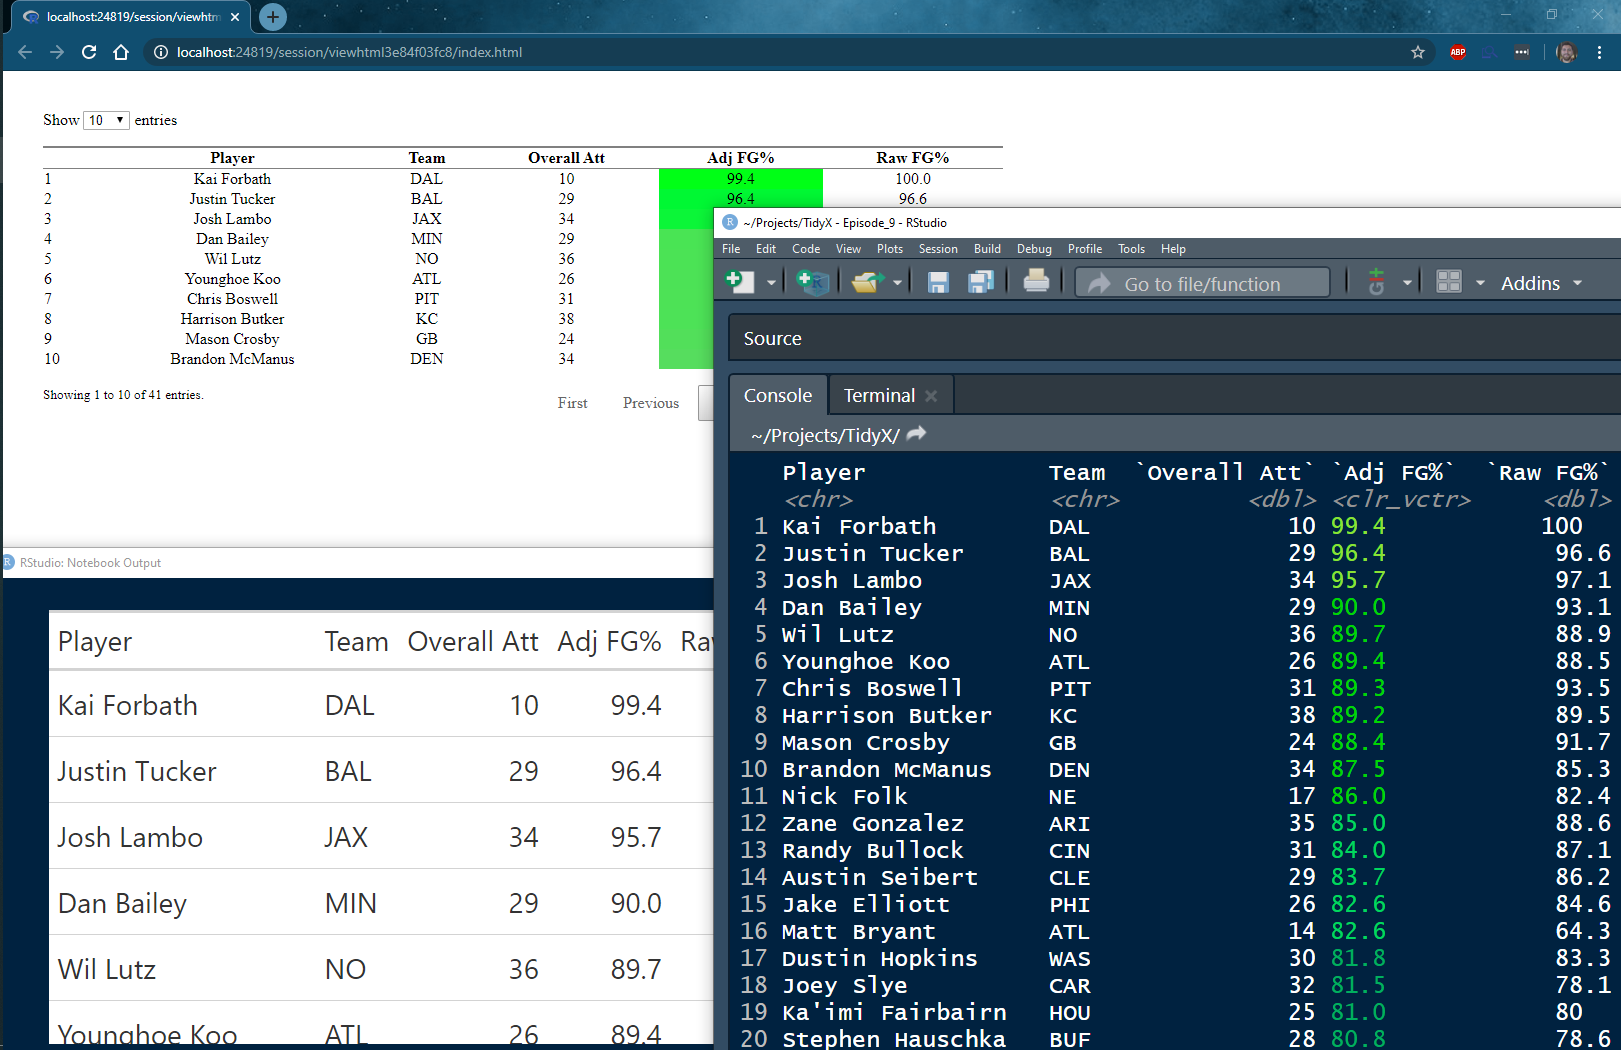 localhost:24819/session/viewhtm
localhost:24819/session/viewhtml3e84f03fc8/index.html
ABP
Show 10 entries
Player Team Overall Att Adj FG% Raw FG%
1 Kai Forbath DAL 10 99.4 100.0
2 Justin Tucker BAL 29 96.4 96.6
3 Josh Lambo JAX 34
4 Dan Bailey MIN 29
5 Wil Lutz NO 36
6 Younghoe Koo ATL 26
7 Chris Boswell PIT 31
8 Harrison Butker KC 38
9 Mason Crosby GB 24
10 Brandon McManus DEN 34
Showing 1 to 10 of 41 entries.
First Previous
RStudio: Notebook Output
Player Team Overall Att Adj FG% Rav
Kai Forbath DAL 10 99.4
Justin Tucker BAL 29 96.4
Josh Lambo JAX 34 95.7
Dan Bailey MIN 29 90.0
Wil Lutz NO 36 89.7
Younghoe Koo ATL 26 89.4
~/Projects/TidyX - Episode_9 - RStudio
File Edit Code View Plots Session Build Debug Profile Tools Help
Go to file/function Addins
Source
Console Terminal
~/Projects/TidyX/
Player Team `Overall Att` `Adj FG%` `Raw FG%`
<chr> <chr> <dbl> <clr_vctr> <dbl>
1 Kai Forbath DAL 10 99.4 100
2 Justin Tucker BAL 29 96.4 96.6
3 Josh Lambo JAX 34 95.7 97.1
4 Dan Bailey MIN 29 90.0 93.1
5 Wil Lutz NO 36 89.7 88.9
6 Younghoe Koo ATL 26 89.4 88.5
7 Chris Boswell PIT 31 89.3 93.5
8 Harrison Butker KC 38 89.2 89.5
9 Mason Crosby GB 24 88.4 91.7
10 Brandon McManus DEN 34 87.5 85.3
11 Nick Folk NE 17 86.0 82.4
12 Zane Gonzalez ARI 35 85.0 88.6
13 Randy Bullock CIN 31 84.0 87.1
14 Austin Seibert CLE 29 83.7 86.2
15 Jake Elliott PHI 26 82.6 84.6
16 Matt Bryant ATL 14 82.6 64.3
17 Dustin Hopkins WAS 30 81.8 83.3
18 Joey Slye CAR 32 81.5 78.1
19 Ka'imi Fairbairn HOU 25 81.0 80
20 Stephen Hauschka BUF 28 80.8 78.6